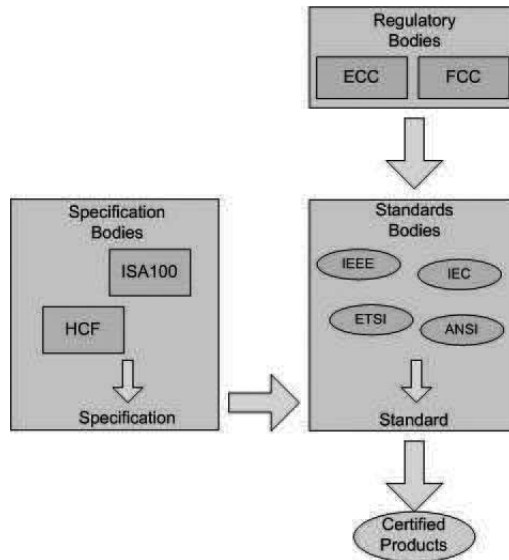 Regulatory
Bodies
ECC
FCC
Specification
Bodies
ISA100
HCF
Specification
Standards
Bodies
IEEE
IEC
ETSI
ANSI
Standard
Certified
Products